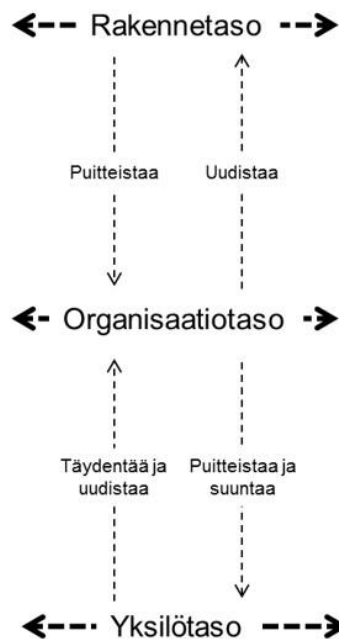 Rakennetaso
Puitteistaa
Uudistaa
Organisaatiotaso
Täydentää ja
uudistaa
Puitteistaa ja
suuntaa
Yksilötaso